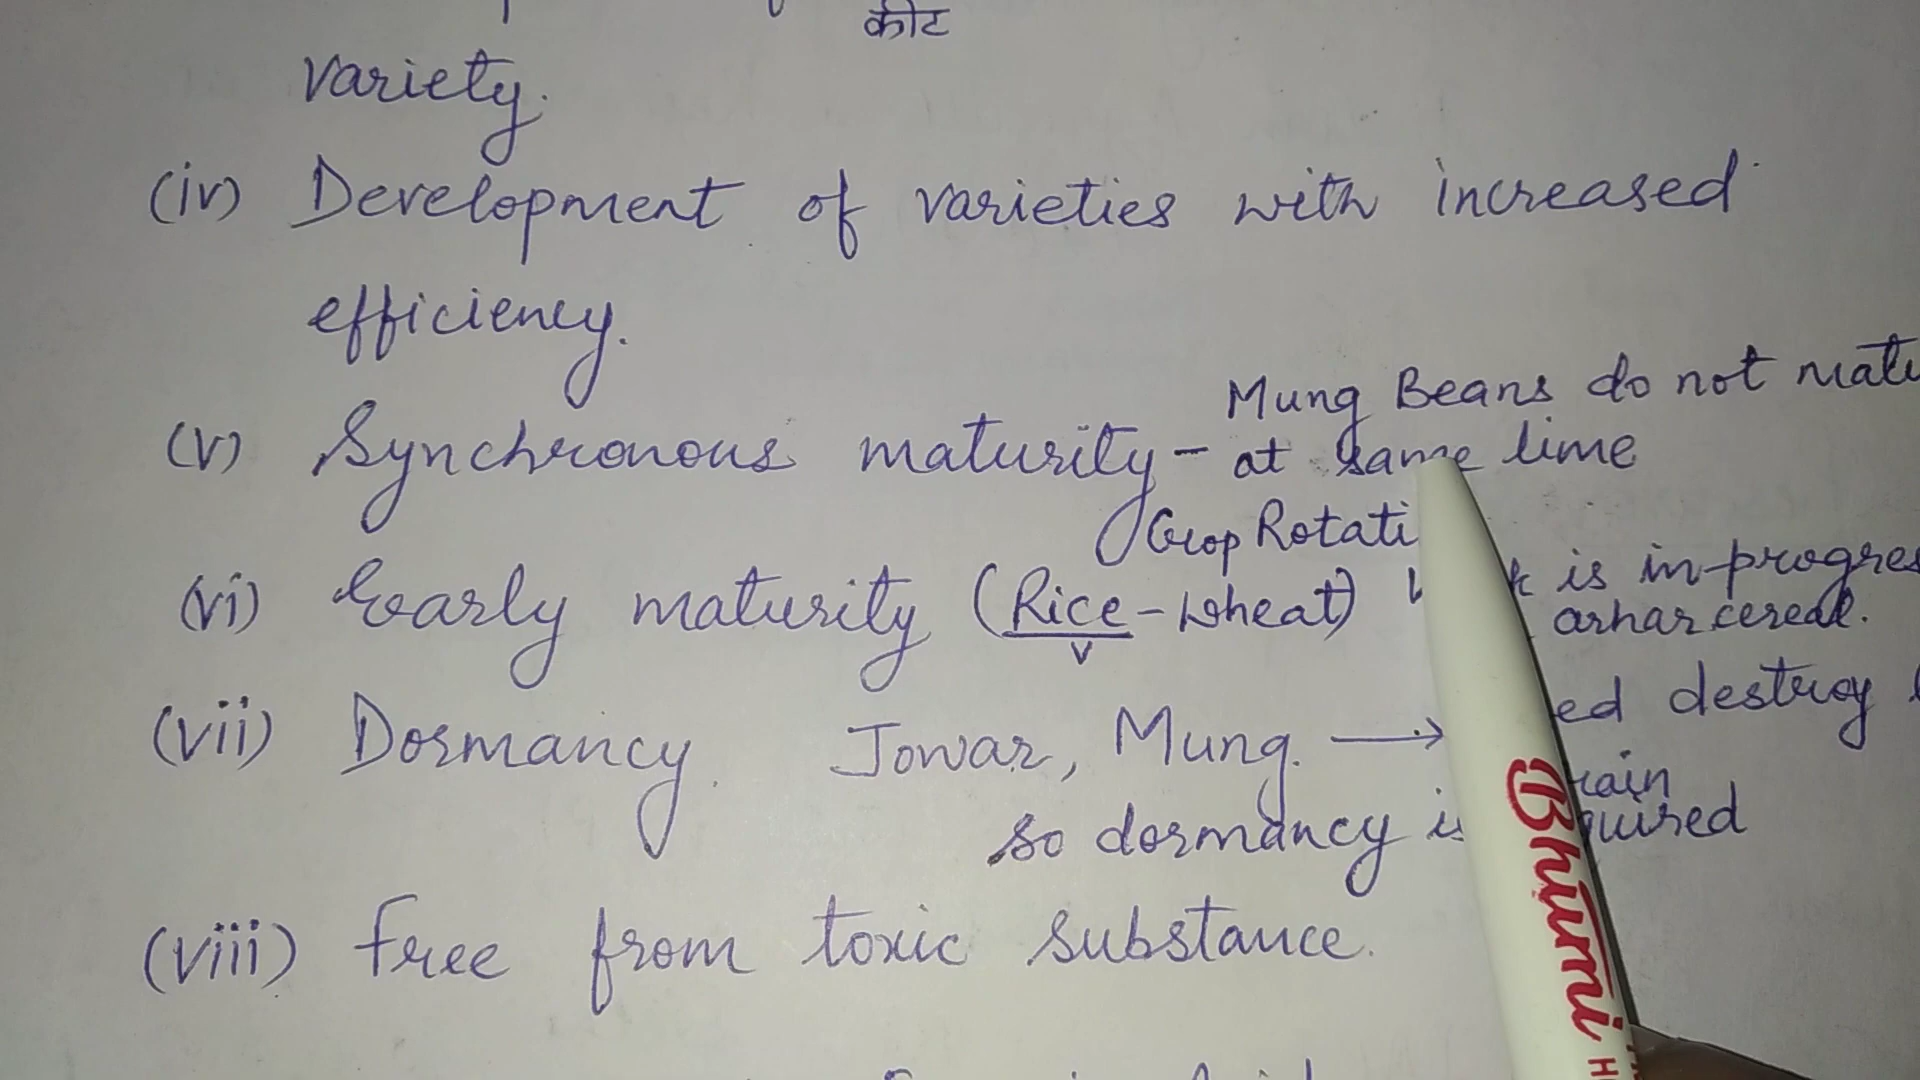 कीट
variety.
(iv) Development of varieties with increased
efficiency.
Mung Beans do not
(v) Synchronous maturity - at same time
Crop
(vi) Early maturity (Rice - Wheat) is in-progres
arhar cereal.
(vii) Dormancy. Jowar, Mung. → destroy
so dormancy
(viii) free from toxic substance.
Bhumi